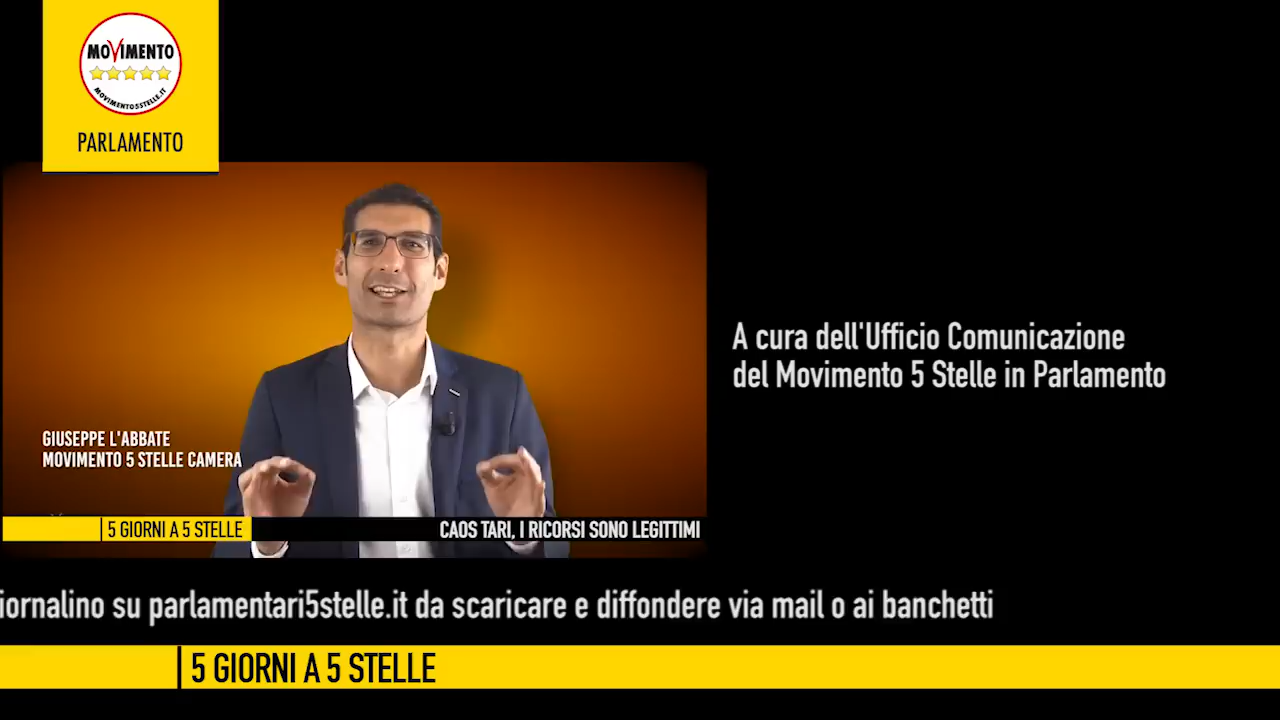 MOVIMENTO
MOVIMENTO5STELLE.IT
PARLAMENTO
A cura dell'Ufficio Comunicazione
del Movimento 5 Stelle in Parlamento
GIUSEPPE L'ABBATE
MOVIMENTO 5 STELLE CAMERA
5 GIORNI A 5 STELLE
CAOS TARI, I RICORSI SONO LEGITTIMI
iornalino su parlamentari5stelle.it da scaricare e diffondere via mail o ai banchetti
5 GIORNI A 5 STELLE